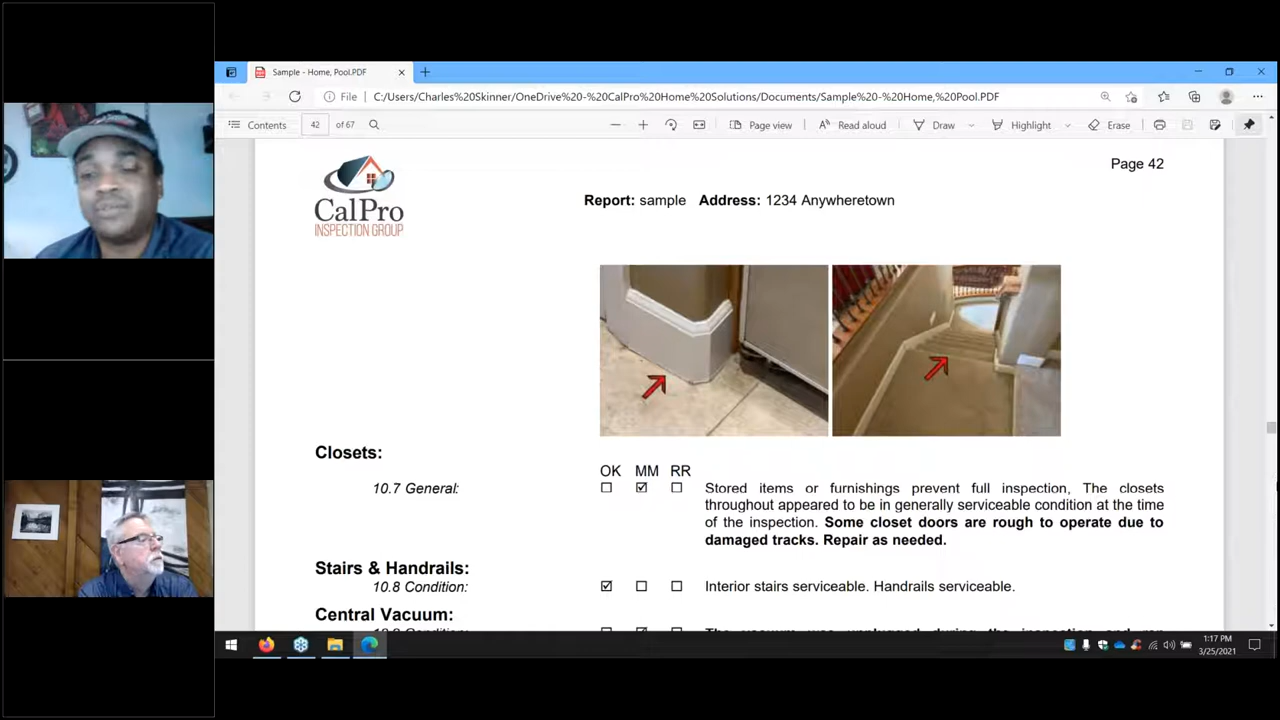 Sample - Home, Pool.PDF
File
C:/Users/Charles%20Skinner/OneDrive%20-%20CalPro%20Home%20Solutions/Documents/Sample%20-%20Home,%20Pool.PDF
Contents
42
of 67
Page view
Read aloud
Draw
Highlight
Erase
Page 42
CalPro
INSPECTION GROUP
Report: sample Address: 1234 Anywheretown
Closets:
OK MM RR
10.7 General:
Stored items or furnishings prevent full inspection, The closets
throughout appeared to be in generally serviceable condition at the time
of the inspection. Some closet doors are rough to operate due to
damaged tracks. Repair as needed.
Stairs & Handrails:
10.8 Condition:
Interior stairs serviceable. Handrails serviceable.
Central Vacuum:
1:17 PM
3/25/2021